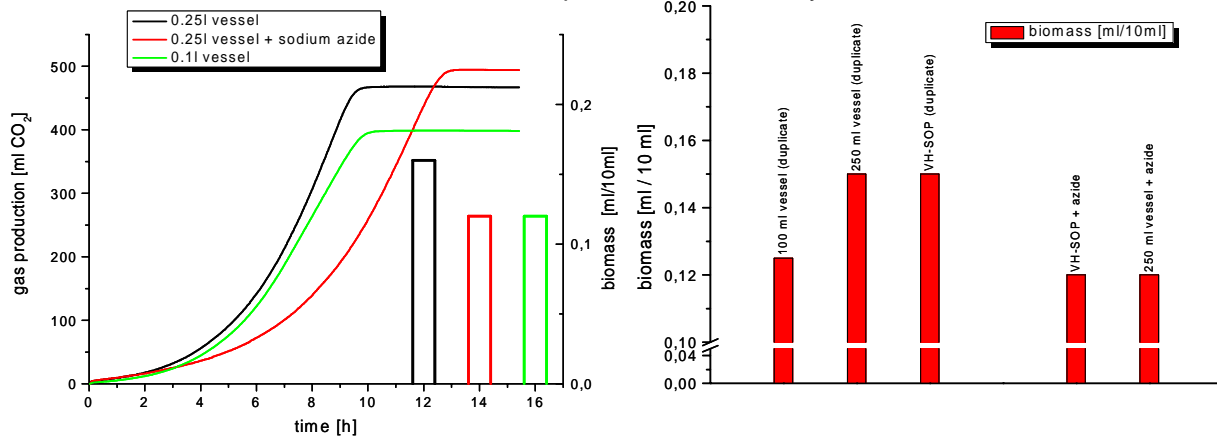 0.25l vessel
0.25l vessel + sodium azide
0.1l vessel
gas production [ml CO2]
500
400
300
200
100
0
0 2 4 6 8 10 12 14 16
time [h]
0,2
0,1
0,0
biomass [ml/10ml]
biomass [ml / 10 ml]
0,20
0,18
0,16
0,14
0,12
0,10
0,04
0,00
biomass [ml/10ml]
100 ml vessel (duplicate)
250 ml vessel (duplicate)
VH-SOP (duplicate)
VH-SOP + azide
250 ml vessel + azide